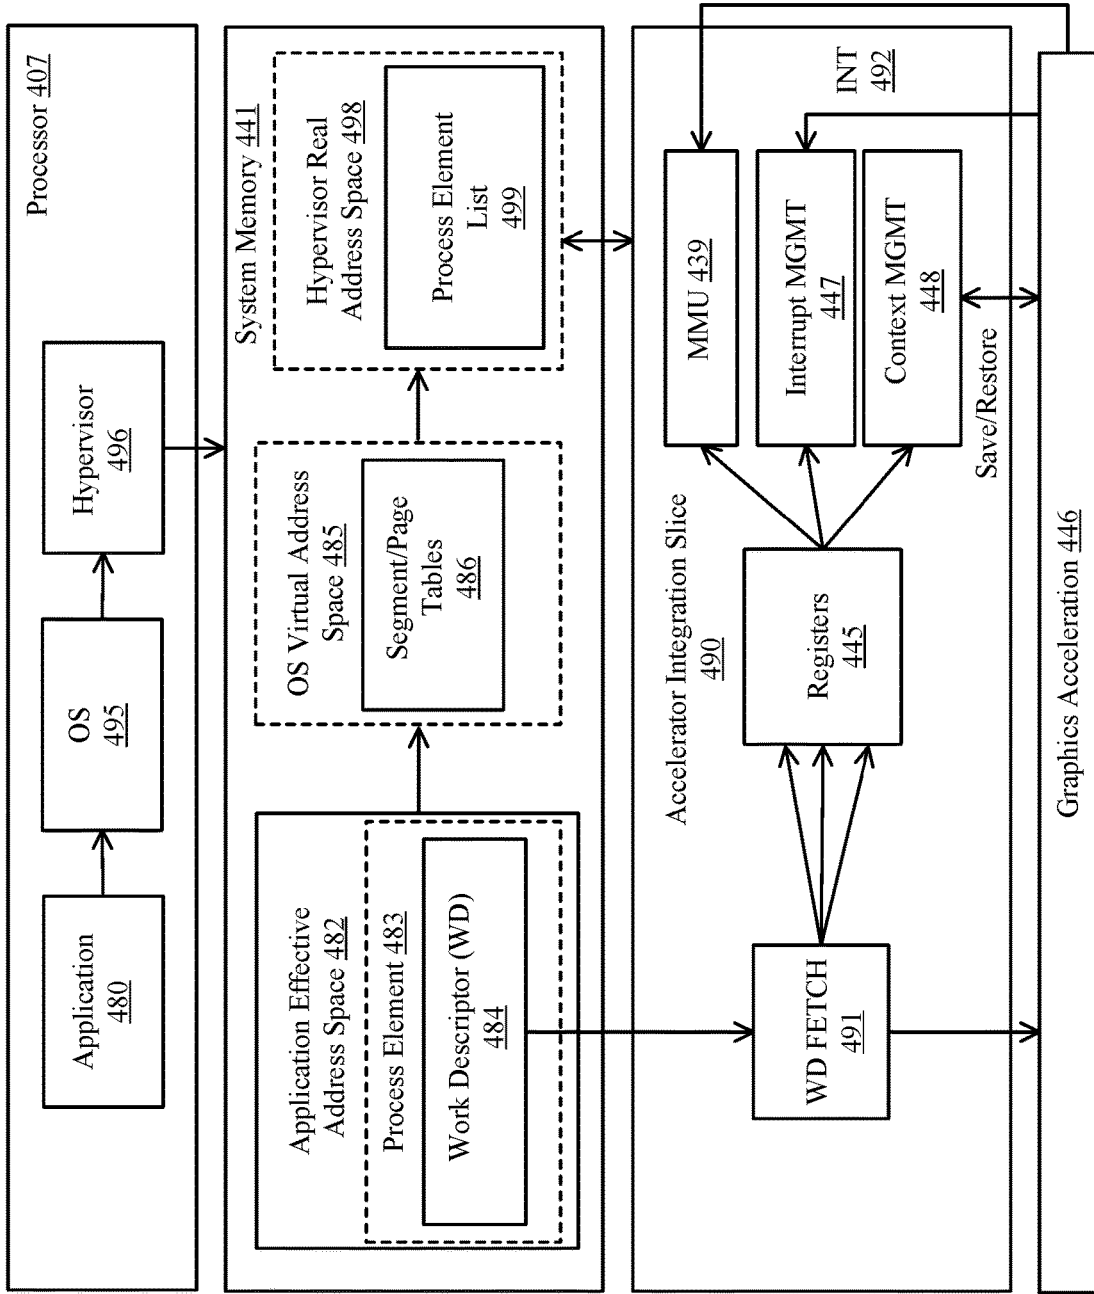 Processor 407
Application
480
OS
495
Hypervisor
496
System Memory 441
Application Effective
Address Space 482
Process Element 483
Work Descriptor (WD)
484
OS Virtual Address
Space 485
Segment/Page
Tables
486
Hypervisor Real
Address Space 498
Process Element
List
499
Accelerator Integration Slice
490
WD FETCH
491
Registers
445
MMU 439
Interrupt MGMT
447
Context MGMT
448
INT
492
Save/Restore
Graphics Acceleration 446